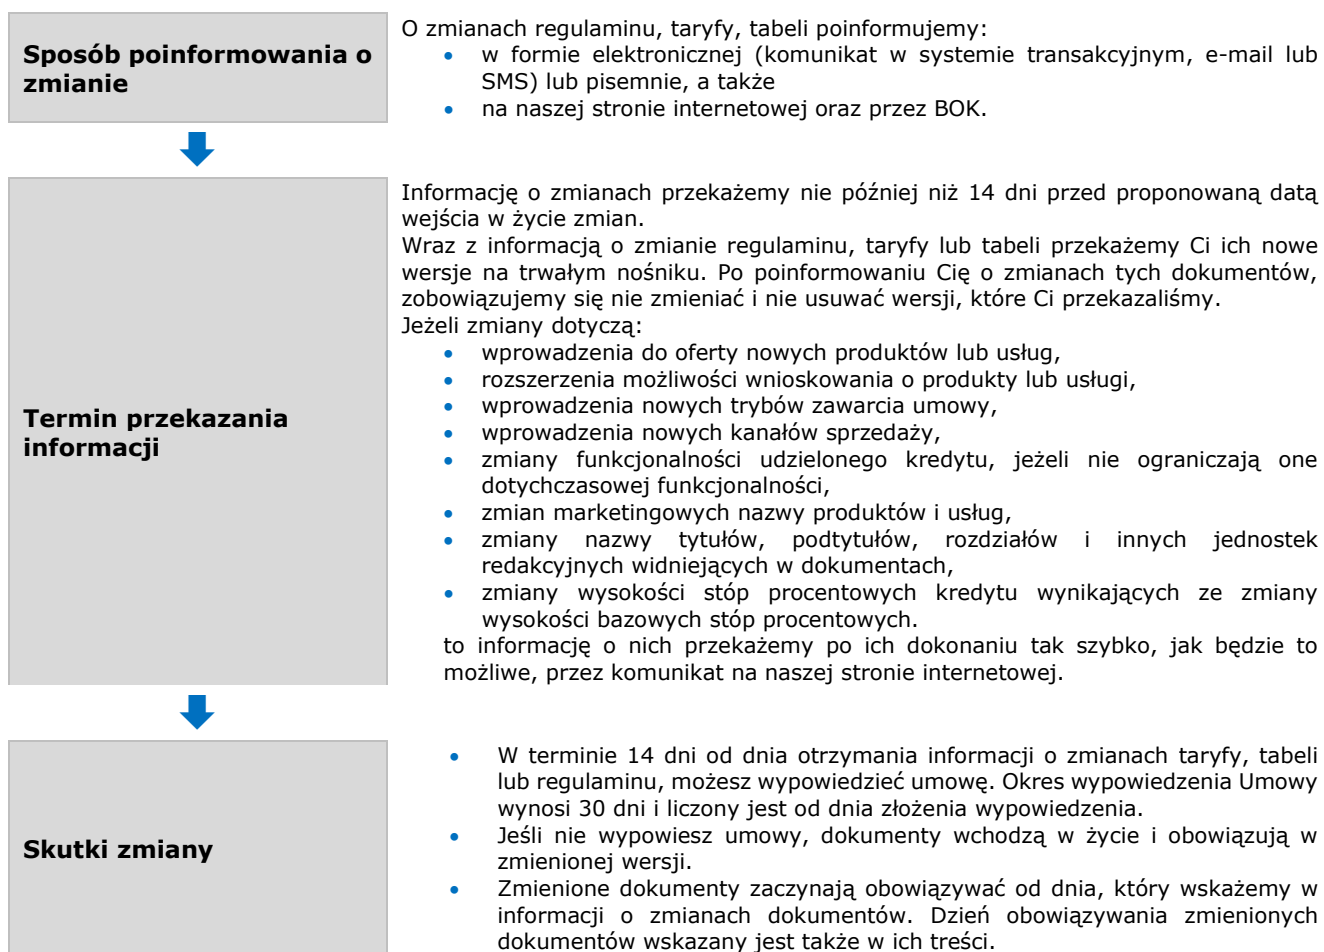 Sposób poinformowania o
zmianie
O zmianach regulaminu, taryfy, tabeli poinformujemy:
• w formie elektronicznej (komunikat w systemie transakcyjnym, e-mail lub
SMS) lub pisemnie, a także
• na naszej stronie internetowej oraz przez BOK.
Termin przekazania
informacji
Informację o zmianach przekażemy nie później niż 14 dni przed proponowaną datą
wejścia w życie zmian.
Wraz z informacją o zmianie regulaminu, taryfy lub tabeli przekażemy Ci ich nowe
wersje na trwałym nośniku. Po poinformowaniu Cię o zmianach tych dokumentów,
zobowiązujemy się nie zmieniać i nie usuwać wersji, które Ci przekazaliśmy.
Jeżeli zmiany dotyczą:
• wprowadzenia do oferty nowych produktów lub usług,
• rozszerzenia możliwości wnioskowania o produkty lub usługi,
• wprowadzenia nowych trybów zawarcia umowy,
• wprowadzenia nowych kanałów sprzedaży,
• zmiany funkcjonalności udzielonego kredytu, jeżeli nie ograniczają one
dotychczasowej funkcjonalności,
• zmian marketingowych nazwy produktów i usług,
• zmiany nazwy tytułów, podtytułów, rozdziałów i innych jednostek
redakcyjnych widniejących w dokumentach,
• zmiany wysokości stóp procentowych kredytu wynikających ze zmiany
wysokości bazowych stóp procentowych.
to informację o nich przekażemy po ich dokonaniu tak szybko, jak będzie to
możliwe, przez komunikat na naszej stronie internetowej.
Skutki zmiany
• W terminie 14 dni od dnia otrzymania informacji o zmianach taryfy, tabeli
lub regulaminu, możesz wypowiedzieć umowę. Okres wypowiedzenia Umowy
wynosi 30 dni i liczony jest od dnia złożenia wypowiedzenia.
• Jeśli nie wypowiesz umowy, dokumenty wchodzą w życie i obowiązują w
zmienionej wersji.
• Zmienione dokumenty zaczynają obowiązywać od dnia, który wskażemy w
informacji o zmianach dokumentów. Dzień obowiązywania zmienionych
dokumentów wskazany jest także w ich treści.